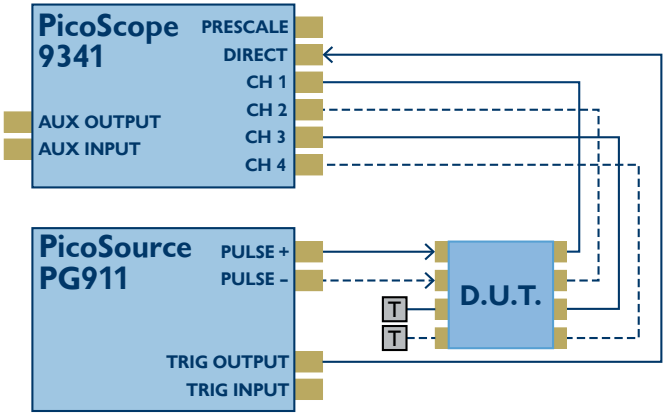 PicoScope
9341
PRESCALE
DIRECT
CH 1
CH 2
CH 3
CH 4
AUX OUTPUT
AUX INPUT
PicoSource
PG911
PULSE +
PULSE –
TRIG OUTPUT
TRIG INPUT
D.U.T.
T
T